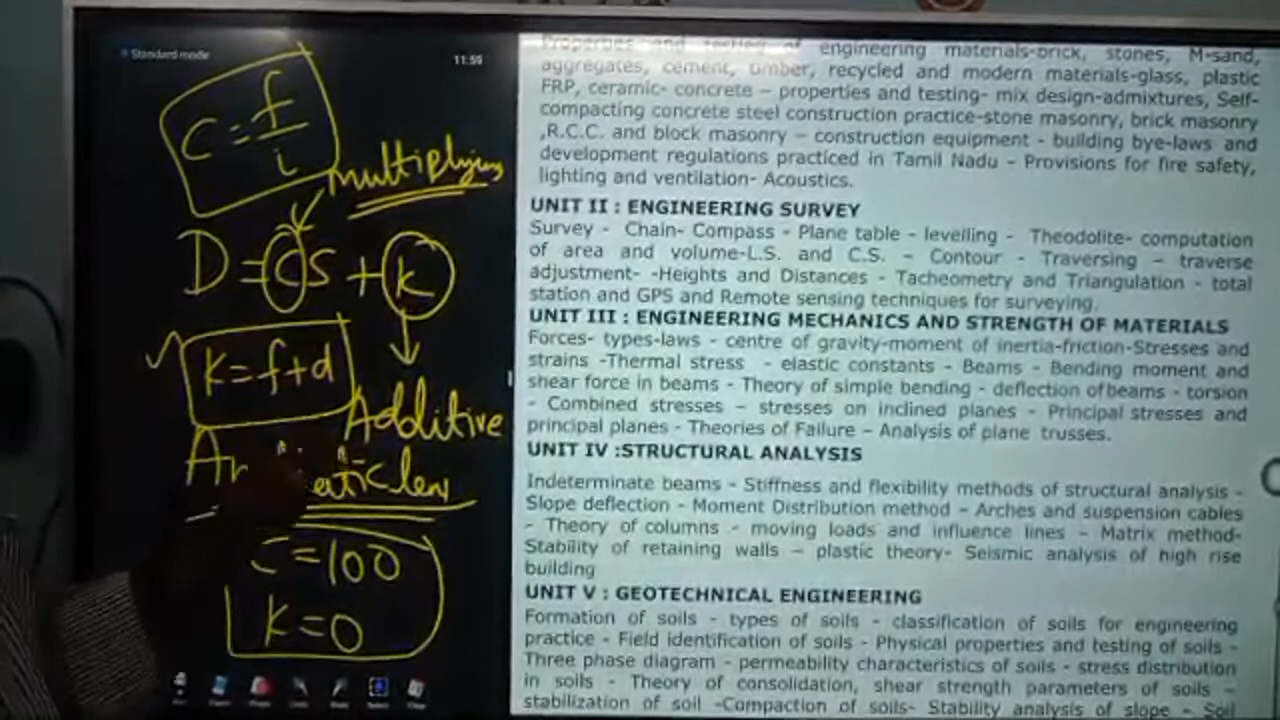 Standard mode
11:59
C = f/i
multiplying
D = CS + K
K = f+d
Additive
C = 100
K = 0
engineering materials-brick, stones, M-sand,
aggregates, cement, timber, recycled and modern materials-glass, plastic
FRP, ceramic- concrete – properties and testing- mix design-admixtures, Self-
compacting concrete steel construction practice-stone masonry, brick masonry
,R.C.C. and block masonry – construction equipment - building bye-laws and
development regulations practiced in Tamil Nadu – Provisions for fire safety,
lighting and ventilation- Acoustics.
UNIT II : ENGINEERING SURVEY
Survey - Chain- Compass - Plane table - levelling - Theodolite- computation
of area and volume-L.S. and C.S. – Contour - Traversing – traverse
adjustment- -Heights and Distances - Tacheometry and Triangulation - total
station and GPS and Remote sensing techniques for surveying.
UNIT III : ENGINEERING MECHANICS AND STRENGTH OF MATERIALS
Forces- types-laws - centre of gravity-moment of inertia-friction-Stresses and
strains -Thermal stress - elastic constants - Beams - Bending moment and
shear force in beams - Theory of simple bending - deflection of beams - torsion
- Combined stresses – stresses on inclined planes - Principal stresses and
principal planes - Theories of Failure – Analysis of plane trusses.
UNIT IV :STRUCTURAL ANALYSIS
Indeterminate beams - Stiffness and flexibility methods of structural analysis -
Slope deflection - Moment Distribution method – Arches and suspension cables
- Theory of columns - moving loads and influence lines – Matrix method-
Stability of retaining walls – plastic theory- Seismic analysis of high rise
building
UNIT V : GEOTECHNICAL ENGINEERING
Formation of soils - types of soils - classification of soils for engineering
practice - Field identification of soils - Physical properties and testing of soils -
Three phase diagram - permeability characteristics of soils - stress distribution
in soils - Theory of consolidation, shear strength parameters of soils –
stabilization of soil -Compaction of soils- Stability analysis of slope – Soil